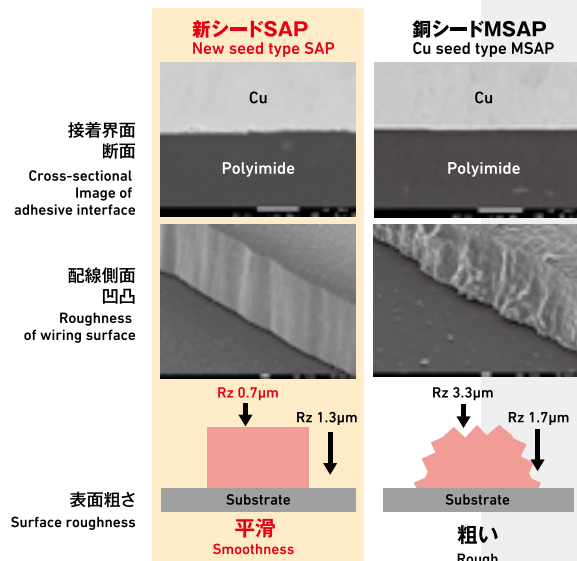 新シードSAP
New seed type SAP
銅シードMSAP
Cu seed type MSAP
接着界面
断面
Cross-sectional
Image of
adhesive interface
Cu
Polyimide
Cu
Polyimide
配線側面
凹凸
Roughness
of wiring surface
Rz 0.7μm
Rz 1.3μm
Rz 3.3μm
Rz 1.7μm
表面粗さ
Surface roughness
Substrate
Substrate
平滑
Smoothness
粗い
Rough